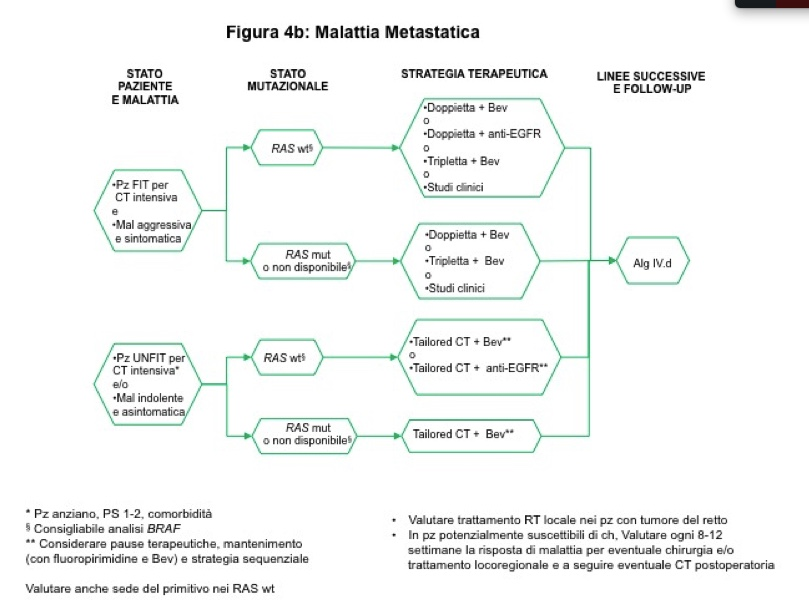 Figura 4b: Malattia Metastatica
STATO
PAZIENTE
E MALATTIA
STATO
MUTAZIONALE
STRATEGIA TERAPEUTICA
LINEE SUCCESSIVE
E FOLLOW-UP
•Pz FIT per
CT intensiva
e
•Mal aggressiva
e sintomatica
RAS wt§
•Doppietta + Bev
o
•Doppietta + anti-EGFR
o
•Tripletta + Bev
o
•Studi clinici
RAS mut
o non disponibile§
•Doppietta + Bev
o
•Tripletta + Bev
o
•Studi clinici
Alg IV.d
•Pz UNFIT per
CT intensiva*
e/o
•Mal indolente
e asintomatica
RAS wt§
•Tailored CT + Bev**
o
•Tailored CT + anti-EGFR**
RAS mut
o non disponibile§
Tailored CT + Bev**
* Pz anziano, PS 1-2, comorbidità
§ Consigliabile analisi BRAF
** Considerare pause terapeutiche, mantenimento
(con fluoropirimidine e Bev) e strategia sequenziale
Valutare anche sede del primitivo nei RAS wt
• Valutare trattamento RT locale nei pz con tumore del retto
• In pz potenzialmente suscettibili di ch, Valutare ogni 8-12
settimane la risposta di malattia per eventuale chirurgia e/o
trattamento locoregionale e a seguire eventuale CT postoperatoria